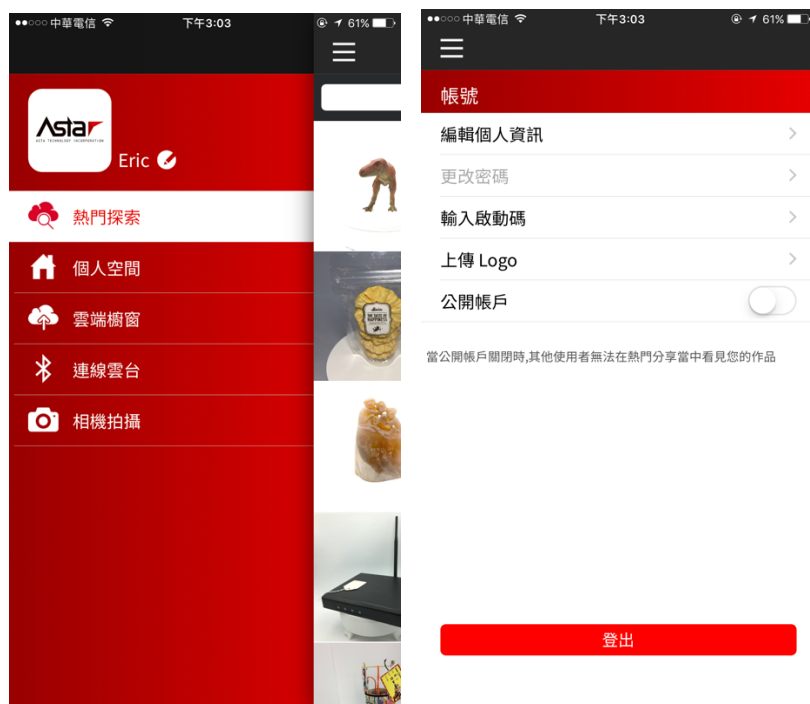 中華電信
下午3:03
61%
Astar
Eric
熱門探索
個人空間
雲端櫥窗
連線雲台
相機拍攝
中華電信
下午3:03
61%
帳號
編輯個人資訊
更改密碼
輸入啟動碼
上傳 Logo
公開帳戶
當公開帳戶關閉時,其他使用者無法在熱門分享當中看見您的作品
登出